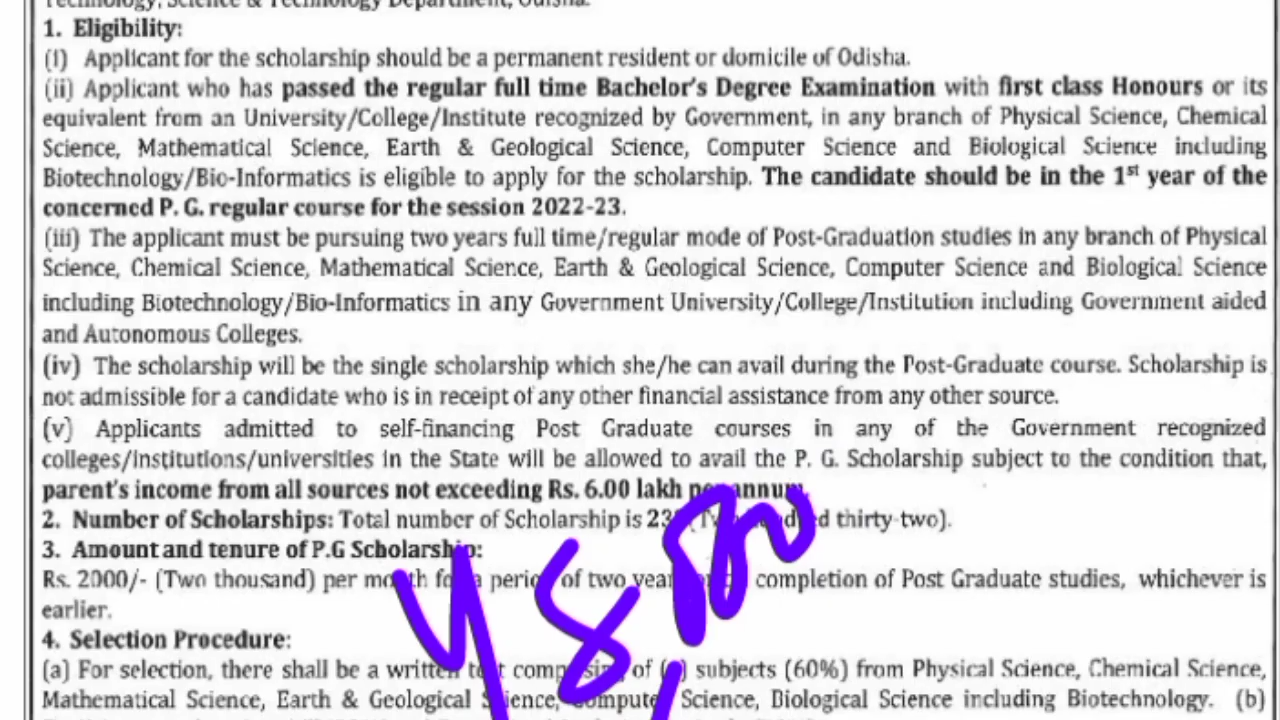 Technology, Science & Technology Department, Odisha.
1. Eligibility:
(i) Applicant for the scholarship should be a permanent resident or domicile of Odisha.
(ii) Applicant who has passed the regular full time Bachelor's Degree Examination with first class Honours or its
equivalent from an University/College/Institute recognized by Government, in any branch of Physical Science, Chemical
Science, Mathematical Science, Earth & Geological Science, Computer Science and Biological Science including
Biotechnology/Bio-Informatics is eligible to apply for the scholarship. The candidate should be in the 1st year of the
concerned P. G. regular course for the session 2022-23.
(iii) The applicant must be pursuing two years full time/regular mode of Post-Graduation studies in any branch of Physical
Science, Chemical Science, Mathematical Science, Earth & Geological Science, Computer Science and Biological Science
including Biotechnology/Bio-Informatics in any Government University/College/Institution including Government aided
and Autonomous Colleges.
(iv) The scholarship will be the single scholarship which she/he can avail during the Post-Graduate course. Scholarship is
not admissible for a candidate who is in receipt of any other financial assistance from any other source.
(v) Applicants admitted to self-financing Post Graduate courses in any of the Government recognized
colleges/institutions/universities in the State will be allowed to avail the P. G. Scholarship subject to the condition that,
parent's income from all sources not exceeding Rs. 6.00 lakh per annum.
2. Number of Scholarships: Total number of Scholarship is thirty-two).
3. Amount and tenure of P.G Scholarship:
Rs. 2000/- (Two thousand) per month for a period of two years completion of Post Graduate studies, whichever is
earlier.
4. Selection Procedure:
(a) For selection, there shall be a written test comprising of subjects (60%) from Physical Science, Chemical Science,
Mathematical Science, Earth & Geological Science, Computer Science, Biological Science including Biotechnology. (b)